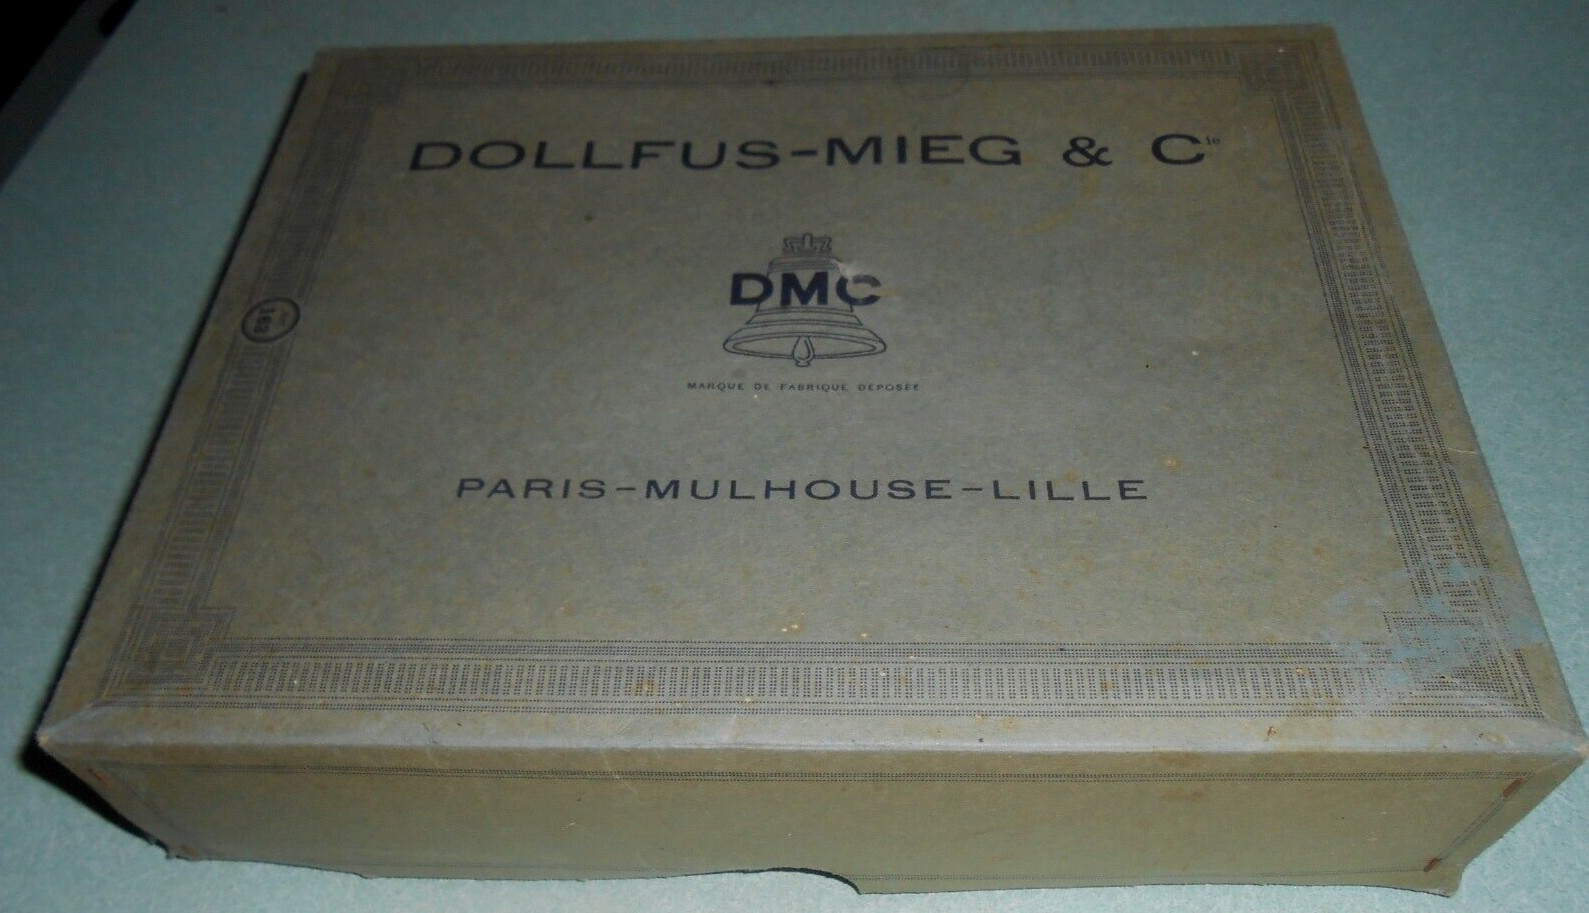 DOLLFUS-MIEG & Cie
DMC
MARQUE DE FABRIQUE DÉPOSÉE
PARIS-MULHOUSE-LILLE